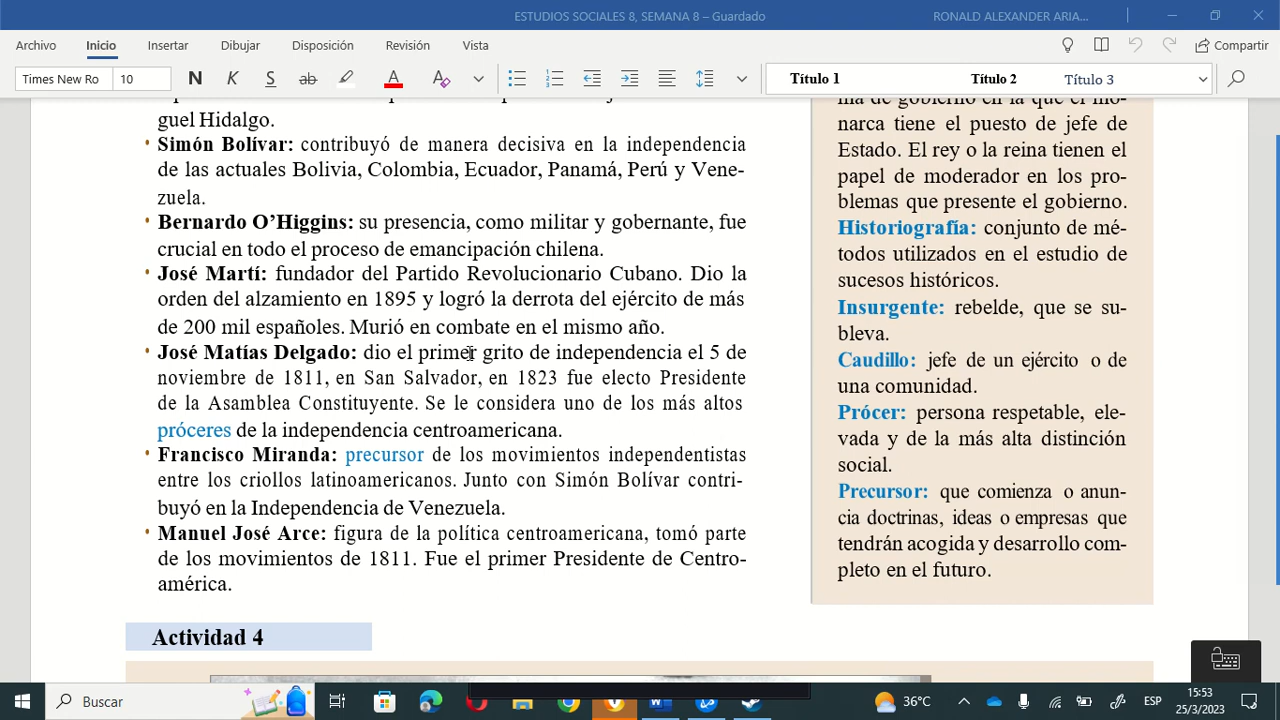 ESTUDIOS SOCIALES 8, SEMANA 8 – Guardado
RONALD ALEXANDER ARIA...
Archivo Inicio Insertar Dibujar Disposición Revisión Vista
Compartir
Times New Ro 10 N K S ab A A Título 1 Título 2 Título 3
guel Hidalgo.
• Simón Bolívar: contribuyó de manera decisiva en la independencia
de las actuales Bolivia, Colombia, Ecuador, Panamá, Perú y Vene-
zuela.
• Bernardo O’Higgins: su presencia, como militar y gobernante, fue
crucial en todo el proceso de emancipación chilena.
• José Martí: fundador del Partido Revolucionario Cubano. Dio la
orden del alzamiento en 1895 y logró la derrota del ejército de más
de 200 mil españoles. Murió en combate en el mismo año.
• José Matías Delgado: dio el primer grito de independencia el 5 de
noviembre de 1811, en San Salvador, en 1823 fue electo Presidente
de la Asamblea Constituyente. Se le considera uno de los más altos
próceres de la independencia centroamericana.
• Francisco Miranda: precursor de los movimientos independentistas
entre los criollos latinoamericanos. Junto con Simón Bolívar contri-
buyó en la Independencia de Venezuela.
• Manuel José Arce: figura de la política centroamericana, tomó parte
de los movimientos de 1811. Fue el primer Presidente de Centro-
américa.
ma de gobierno en la que el mo-
narca tiene el puesto de jefe de
Estado. El rey o la reina tienen el
papel de moderador en los pro-
blemas que presente el gobierno.
Historiografía: conjunto de mé-
todos utilizados en el estudio de
sucesos históricos.
Insurgente: rebelde, que se su-
bleva.
Caudillo: jefe de un ejército o de
una comunidad.
Prócer: persona respetable, ele-
vada y de la más alta distinción
social.
Precursor: que comienza o anun-
cia doctrinas, ideas o empresas que
tendrán acogida y desarrollo com-
pleto en el futuro.
Actividad 4
Buscar
36°C
ESP
15:53
25/3/2023